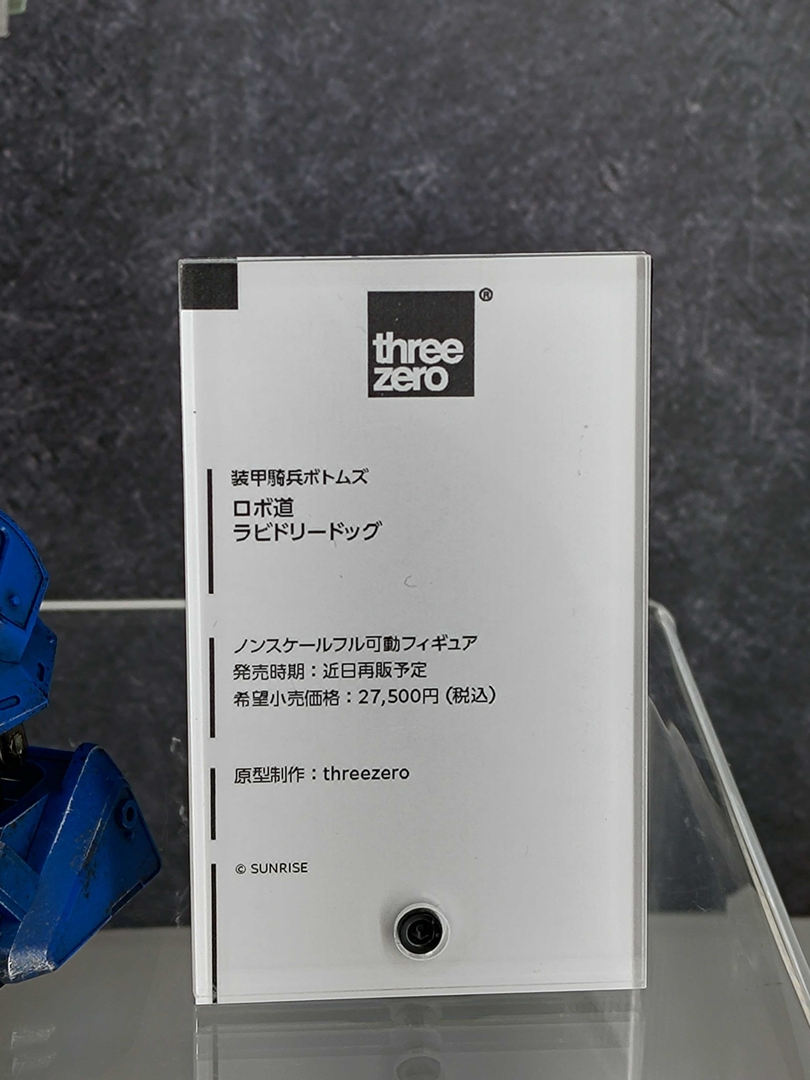 three
zero
®
装甲騎兵ボトムズ
ロボ道
ラビドリードッグ
ノンスケールフル可動フィギュア
発売時期：近日再販予定
希望小売価格：27,500円（税込）
原型制作：threezero
© SUNRISE